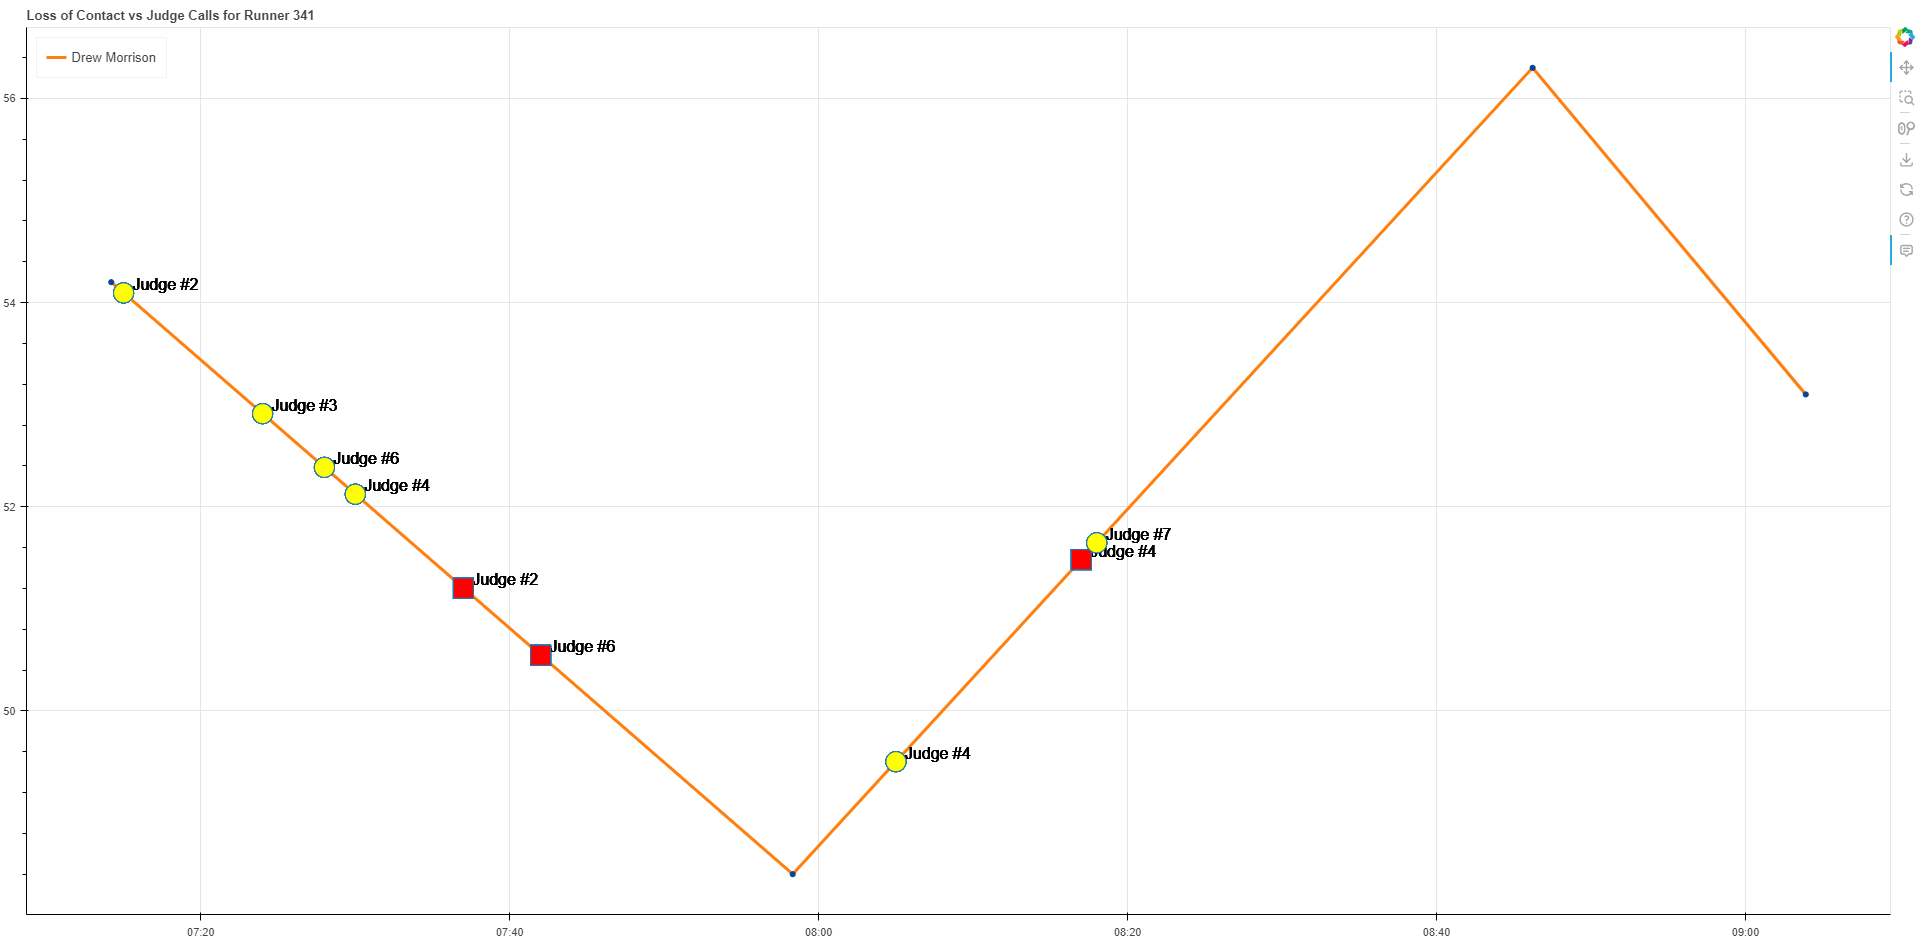 Loss of Contact vs Judge Calls for Runner 341
Drew Morrison
56
54
52
50
Judge #2
Judge #3
Judge #6
Judge #4
Judge #2
Judge #6
Judge #7
Judge #4
Judge #4
07:20
07:40
08:00
08:20
08:40
09:00